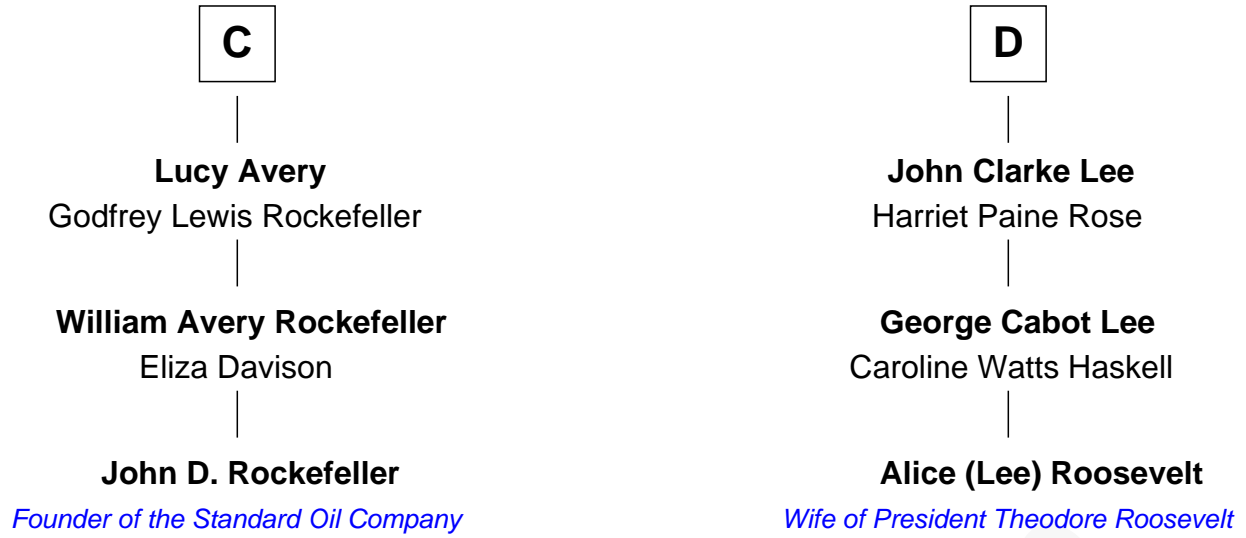 C
Lucy Avery
Godfrey Lewis Rockefeller
William Avery Rockefeller
Eliza Davison
John D. Rockefeller
Founder of the Standard Oil Company
D
John Clarke Lee
Harriet Paine Rose
George Cabot Lee
Caroline Watts Haskell
Alice (Lee) Roosevelt
Wife of President Theodore Roosevelt